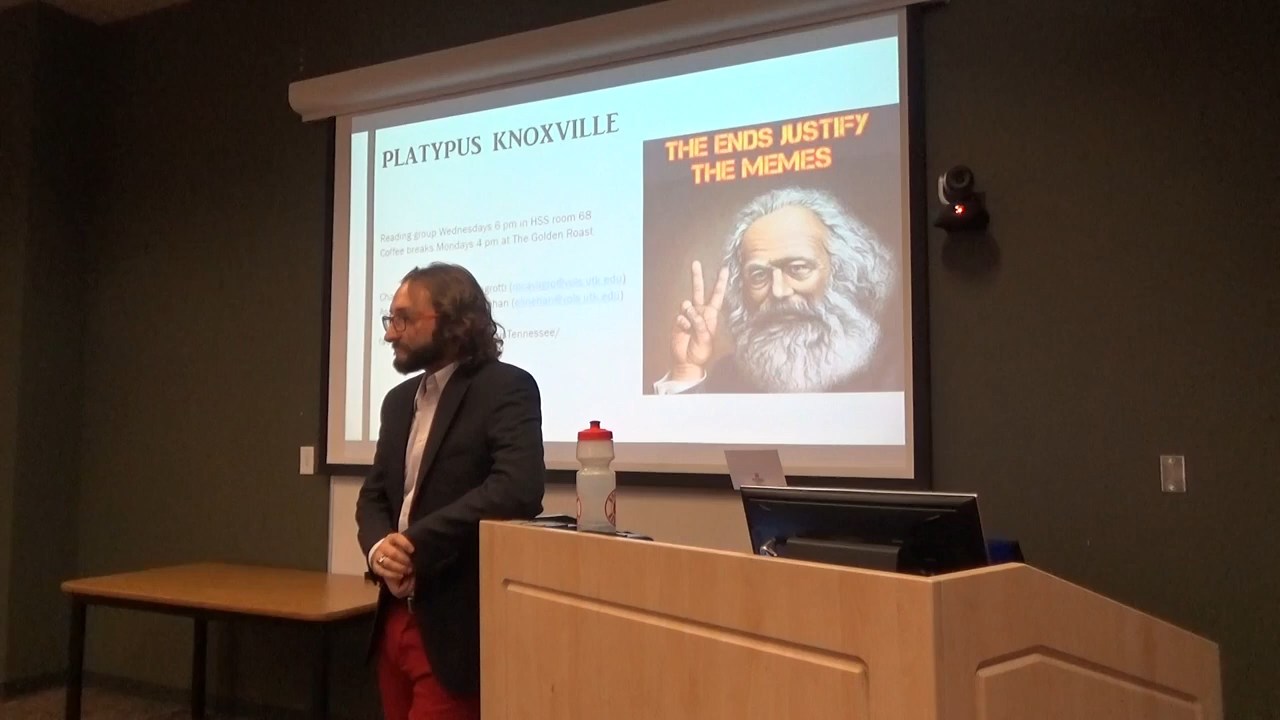 PLATYPUS KNOXVILLE
THE ENDS JUSTIFY
THE MEMES
Reading group Wednesdays 6 pm in HSS room 68
Coffee breaks Mondays 4 pm at The Golden Roast
grotti
Tennessee/